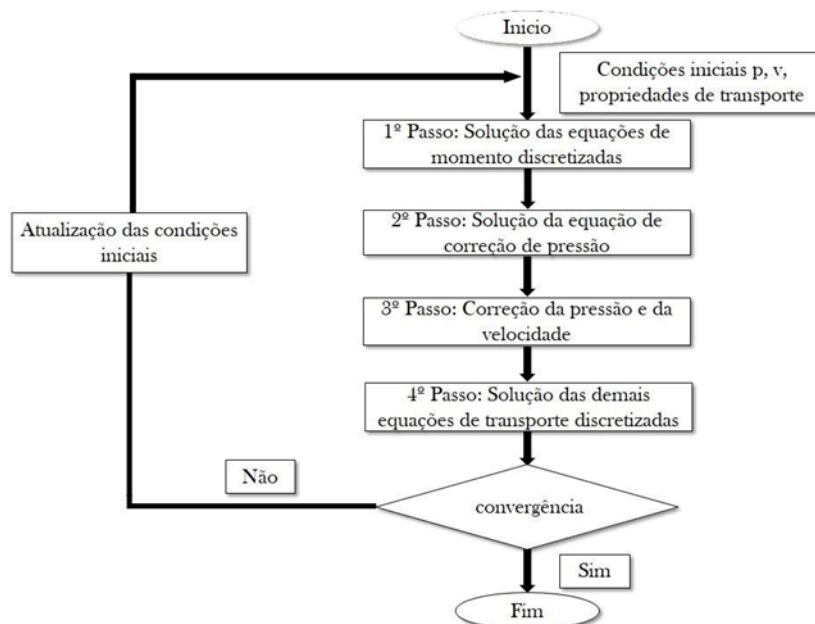 Inicio
Condições iniciais p, v,
propriedades de transporte
1º Passo: Solução das equações de
momento discretizadas
Atualização das condições
iniciais
2º Passo: Solução da equação de
correção de pressão
3º Passo: Correção da pressão e da
velocidade
4º Passo: Solução das demais
equações de transporte discretizadas
Não
convergência
Sim
Fim